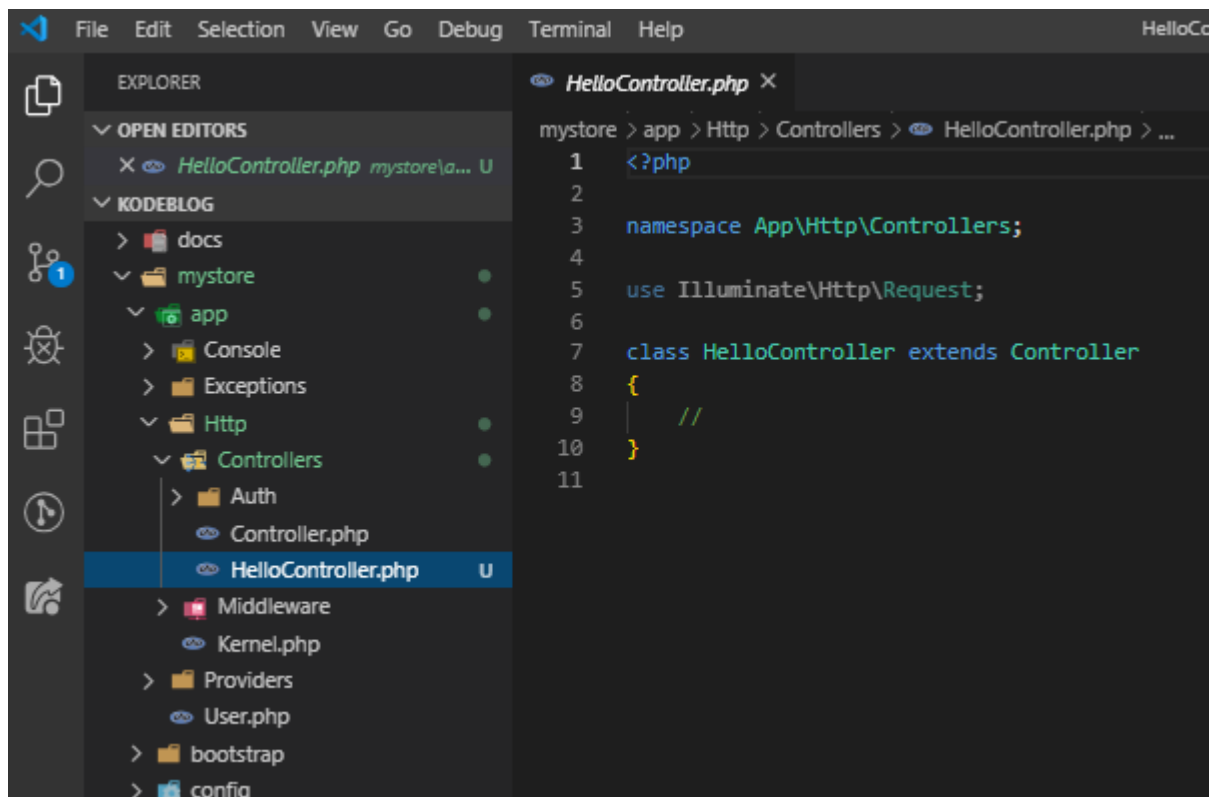 File Edit Selection View Go Debug Terminal Help HelloCo
EXPLORER
OPEN EDITORS
HelloController.php mystore\a... U
KODEBLOG
docs
mystore
app
Console
Exceptions
Http
Controllers
Auth
Controller.php
HelloController.php U
Middleware
Kernel.php
Providers
User.php
bootstrap
config
1
HelloController.php
mystore > app > Http > Controllers > HelloController.php > ...
1 <?php
2
3 namespace App\Http\Controllers;
4
5 use Illuminate\Http\Request;
6
7 class HelloController extends Controller
8 {
9 //
10 }
11